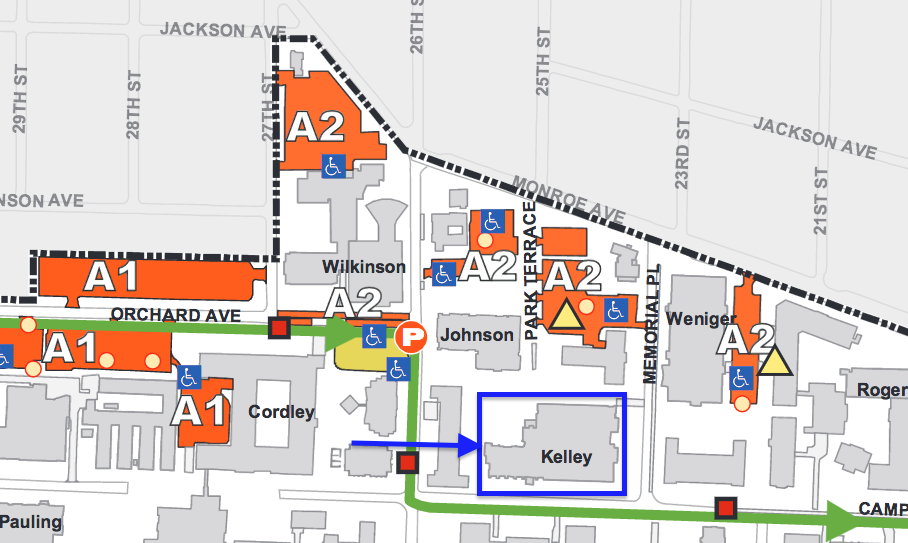 JACKSON AVE
26TH S
25TH ST
29TH ST
28TH ST
27TH ST
A2
JACKSON AVE
23RD ST
21ST ST
MONROE AVE
NSON AVE
PARK TERRACE
A1
Wilkinson
A2
A2
A2
MEMORIAL PL
ORCHARD AVE
P
Johnson
Weniger
A2
A1
Roger
A1
Cordley
Kelley
Pauling
CAMP